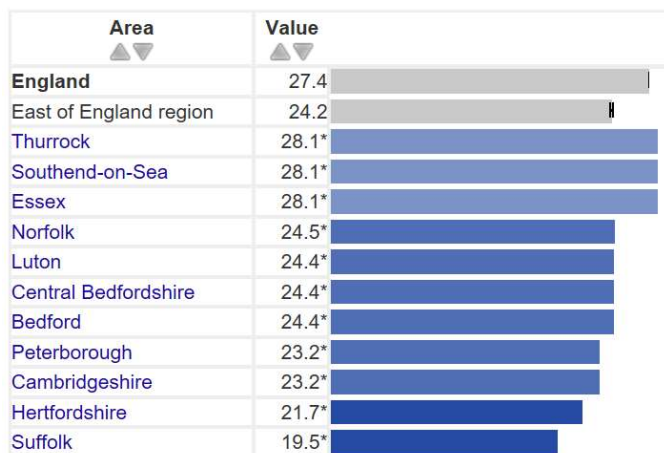 Area Value
England 27.4
East of England region 24.2
Thurrock 28.1*
Southend-on-Sea 28.1*
Essex 28.1*
Norfolk 24.5*
Luton 24.4*
Central Bedfordshire 24.4*
Bedford 24.4*
Peterborough 23.2*
Cambridgeshire 23.2*
Hertfordshire 21.7*
Suffolk 19.5*